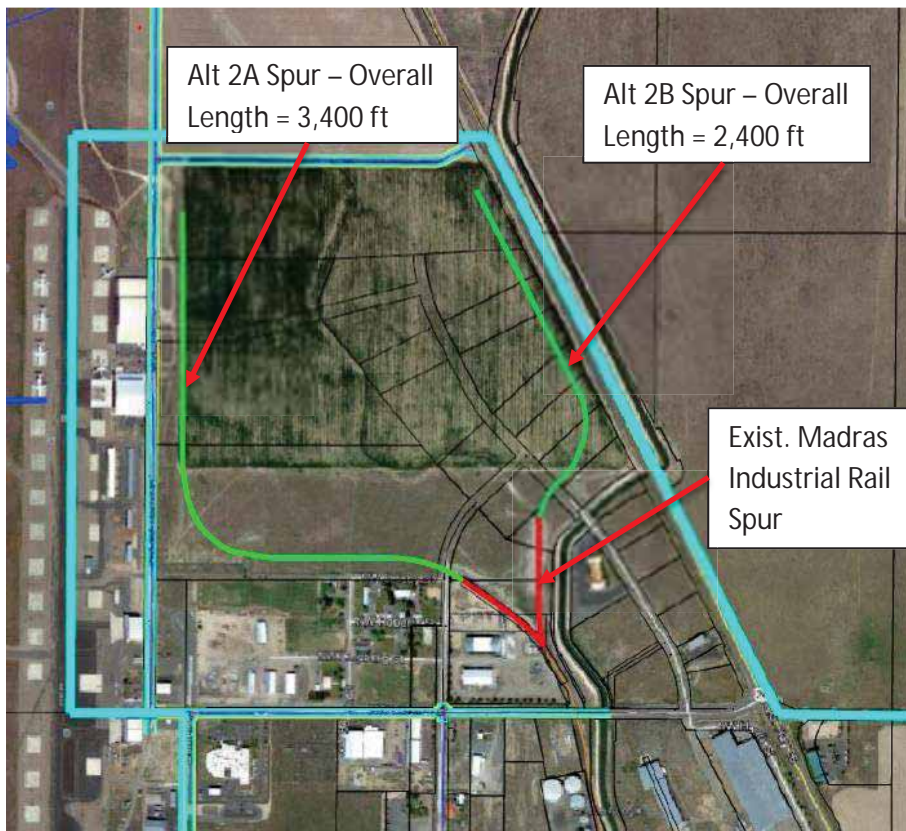 Alt 2A Spur – Overall
Length = 3,400 ft
Alt 2B Spur – Overall
Length = 2,400 ft
Exist. Madras
Industrial Rail
Spur